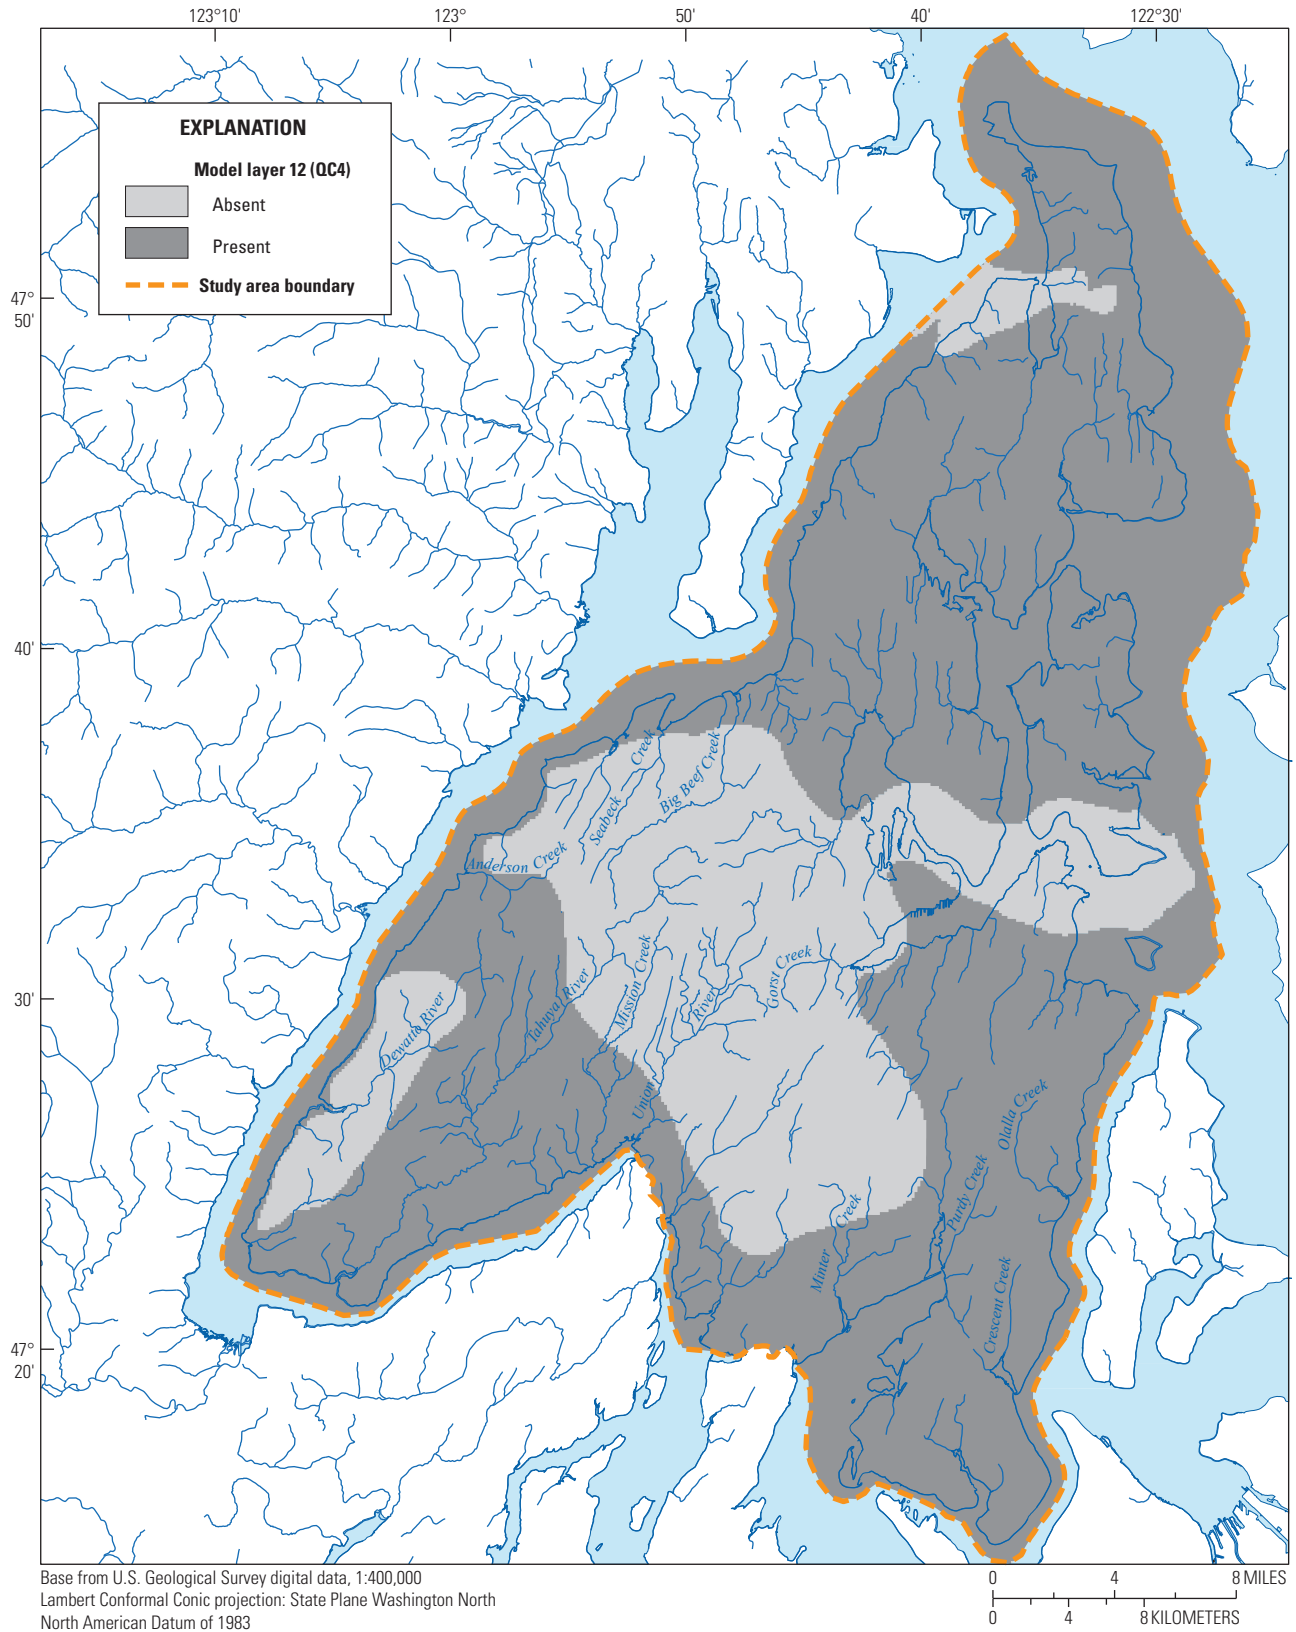 123°10'
123°
50'
40'
122°30'
EXPLANATION
Model layer 12 (QC4)
Absent
Present
Study area boundary
47°
50'
40'
30'
47°
20'
Seabeck Creek
Big Beef Creek
Anderson Creek
Dewatto River
Tahuya River
Mission Creek
Union River
Gorst Creek
Olalla Creek
Purdy Creek
Minter Creek
Crescent Creek
Base from U.S. Geological Survey digital data, 1:400,000
Lambert Conformal Conic projection: State Plane Washington North
North American Datum of 1983
0 4 8 MILES
0 4 8 KILOMETERS